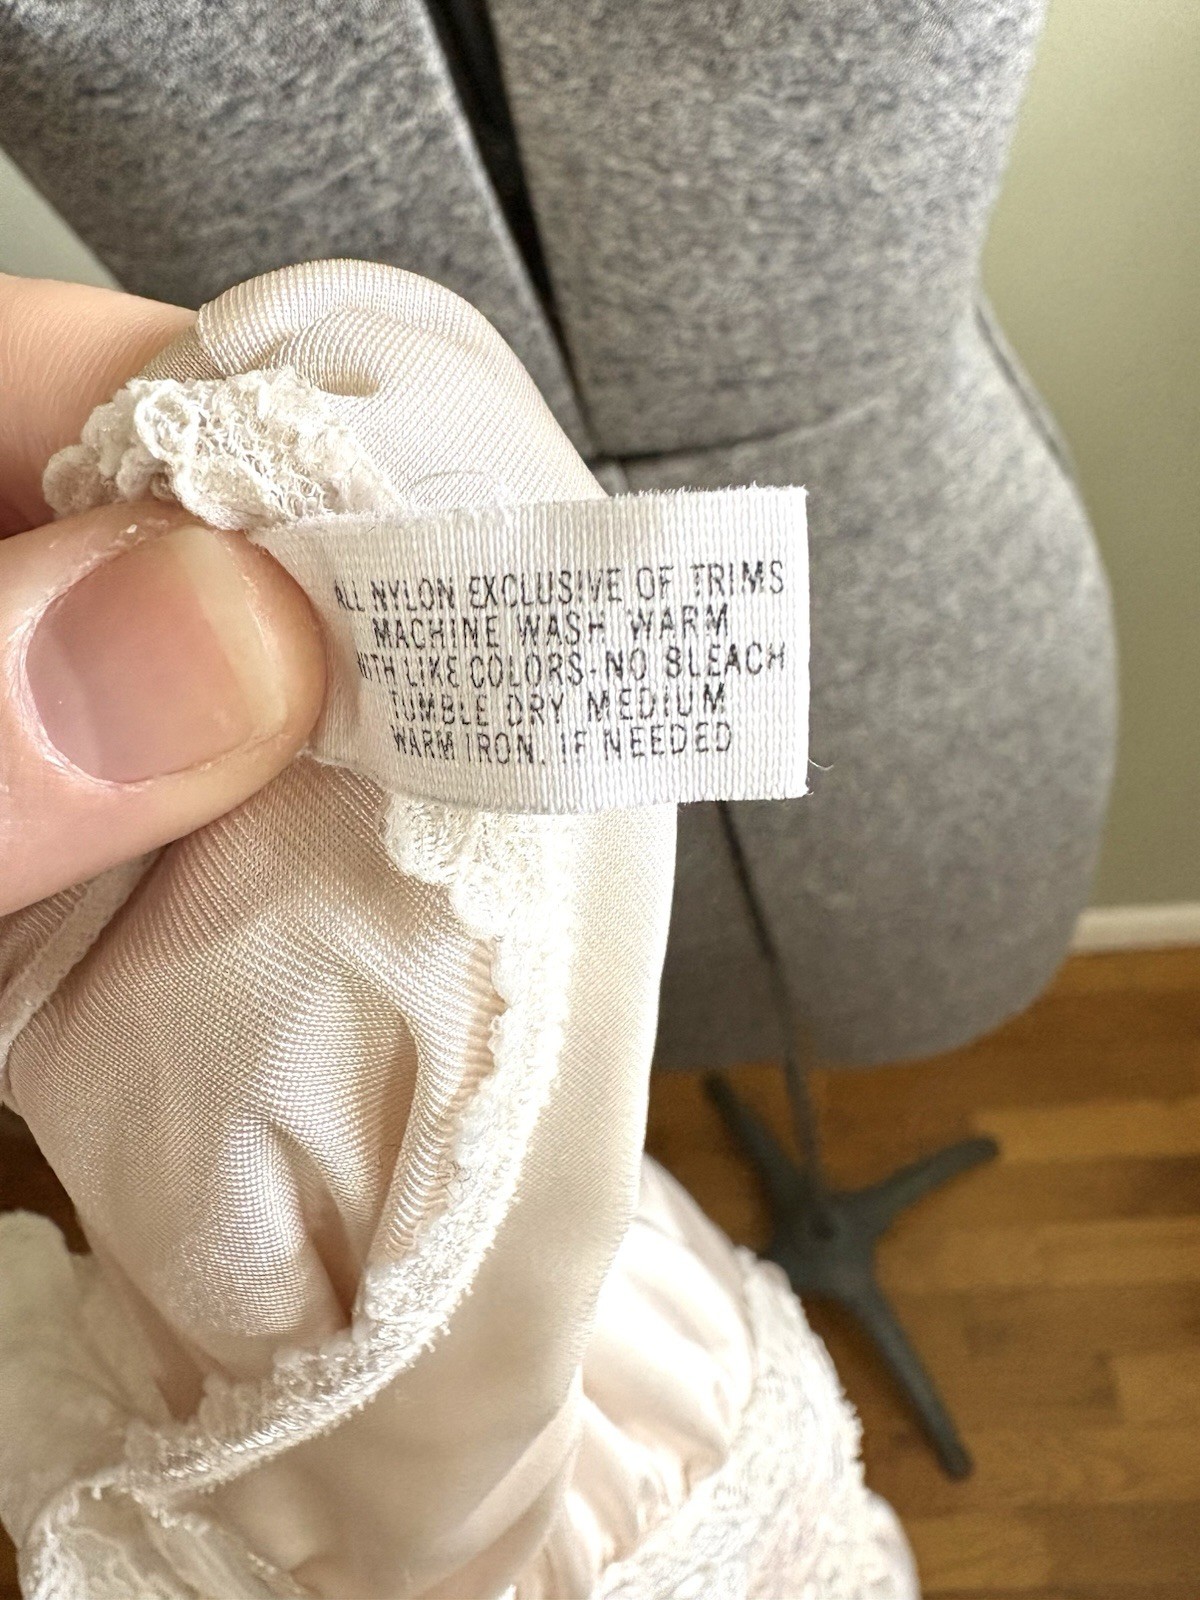 ALL NYLON EXCLUSIVE OF TRIMS
MACHINE WASH WARM
WITH LIKE COLORS-NO BLEACH
TUMBLE DRY MEDIUM
WARM IRON, IF NEEDED